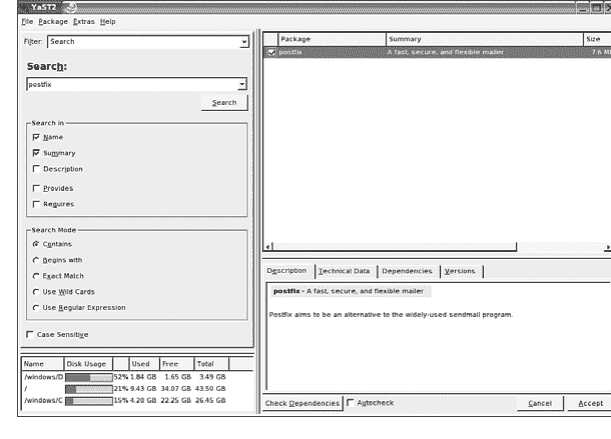 YaST2
File Package Extras Help
Filter: Search
Search:
postfix
Search
Search in
Name
Summary
Description
Provides
Requires
Search Mode
Contains
Begins with
Exact Match
Use Wild Cards
Use Regular Expression
Case Sensitive
Name Disk Usage Used Free Total
/windows/D 52% 1.84 GB 1.65 GB 3.49 GB
/ 21% 9.43 GB 34.07 GB 43.50 GB
/windows/C 15% 4.20 GB 22.25 GB 26.45 GB
Package Summary Size
postfix A fast, secure, and flexible mailer 7.6 M
Description Technical Data Dependencies Versions
postfix - A fast, secure, and flexible mailer
Postfix aims to be an alternative to the widely-used sendmail program.
Check Dependencies Autocheck Cancel Accept